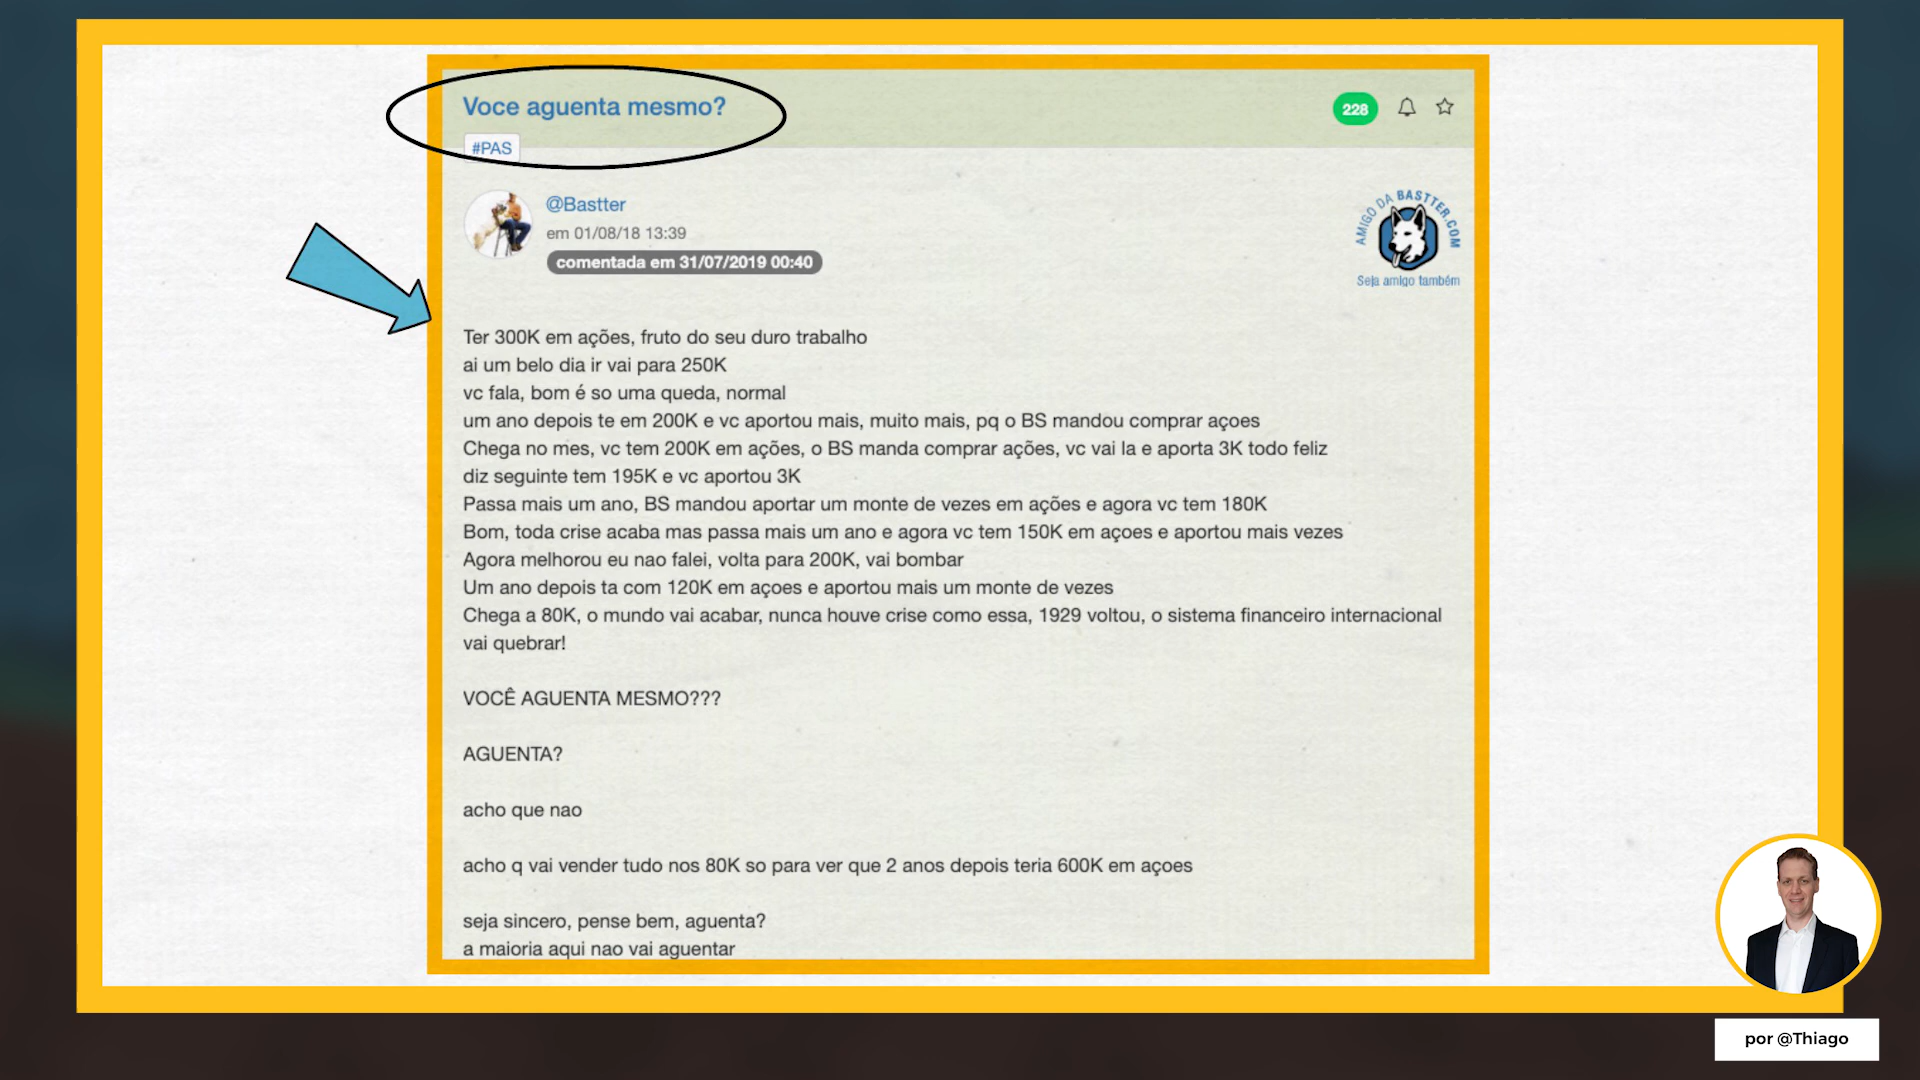 Voce aguenta mesmo?
228
#PAS
@Bastter
em 01/08/18 13:39
comentada em 31/07/2019 00:40
AMIGO DA BASTTER.COM
Seja amigo também
Ter 300K em ações, fruto do seu duro trabalho
ai um belo dia ir vai para 250K
vc fala, bom é so uma queda, normal
um ano depois te em 200K e vc aportou mais, muito mais, pq o BS mandou comprar açoes
Chega no mes, vc tem 200K em ações, o BS manda comprar ações, vc vai la e aporta 3K todo feliz
diz seguinte tem 195K e vc aportou 3K
Passa mais um ano, BS mandou aportar um monte de vezes em ações e agora vc tem 180K
Bom, toda crise acaba mas passa mais um ano e agora vc tem 150K em açoes e aportou mais vezes
Agora melhorou eu nao falei, volta para 200K, vai bombar
Um ano depois ta com 120K em açoes e aportou mais um monte de vezes
Chega a 80K, o mundo vai acabar, nunca houve crise como essa, 1929 voltou, o sistema financeiro internacional
vai quebrar!
VOCÊ AGUENTA MESMO???
AGUENTA?
acho que nao
acho q vai vender tudo nos 80K so para ver que 2 anos depois teria 600K em açoes
seja sincero, pense bem, aguenta?
a maioria aqui nao vai aguentar
por @Thiago